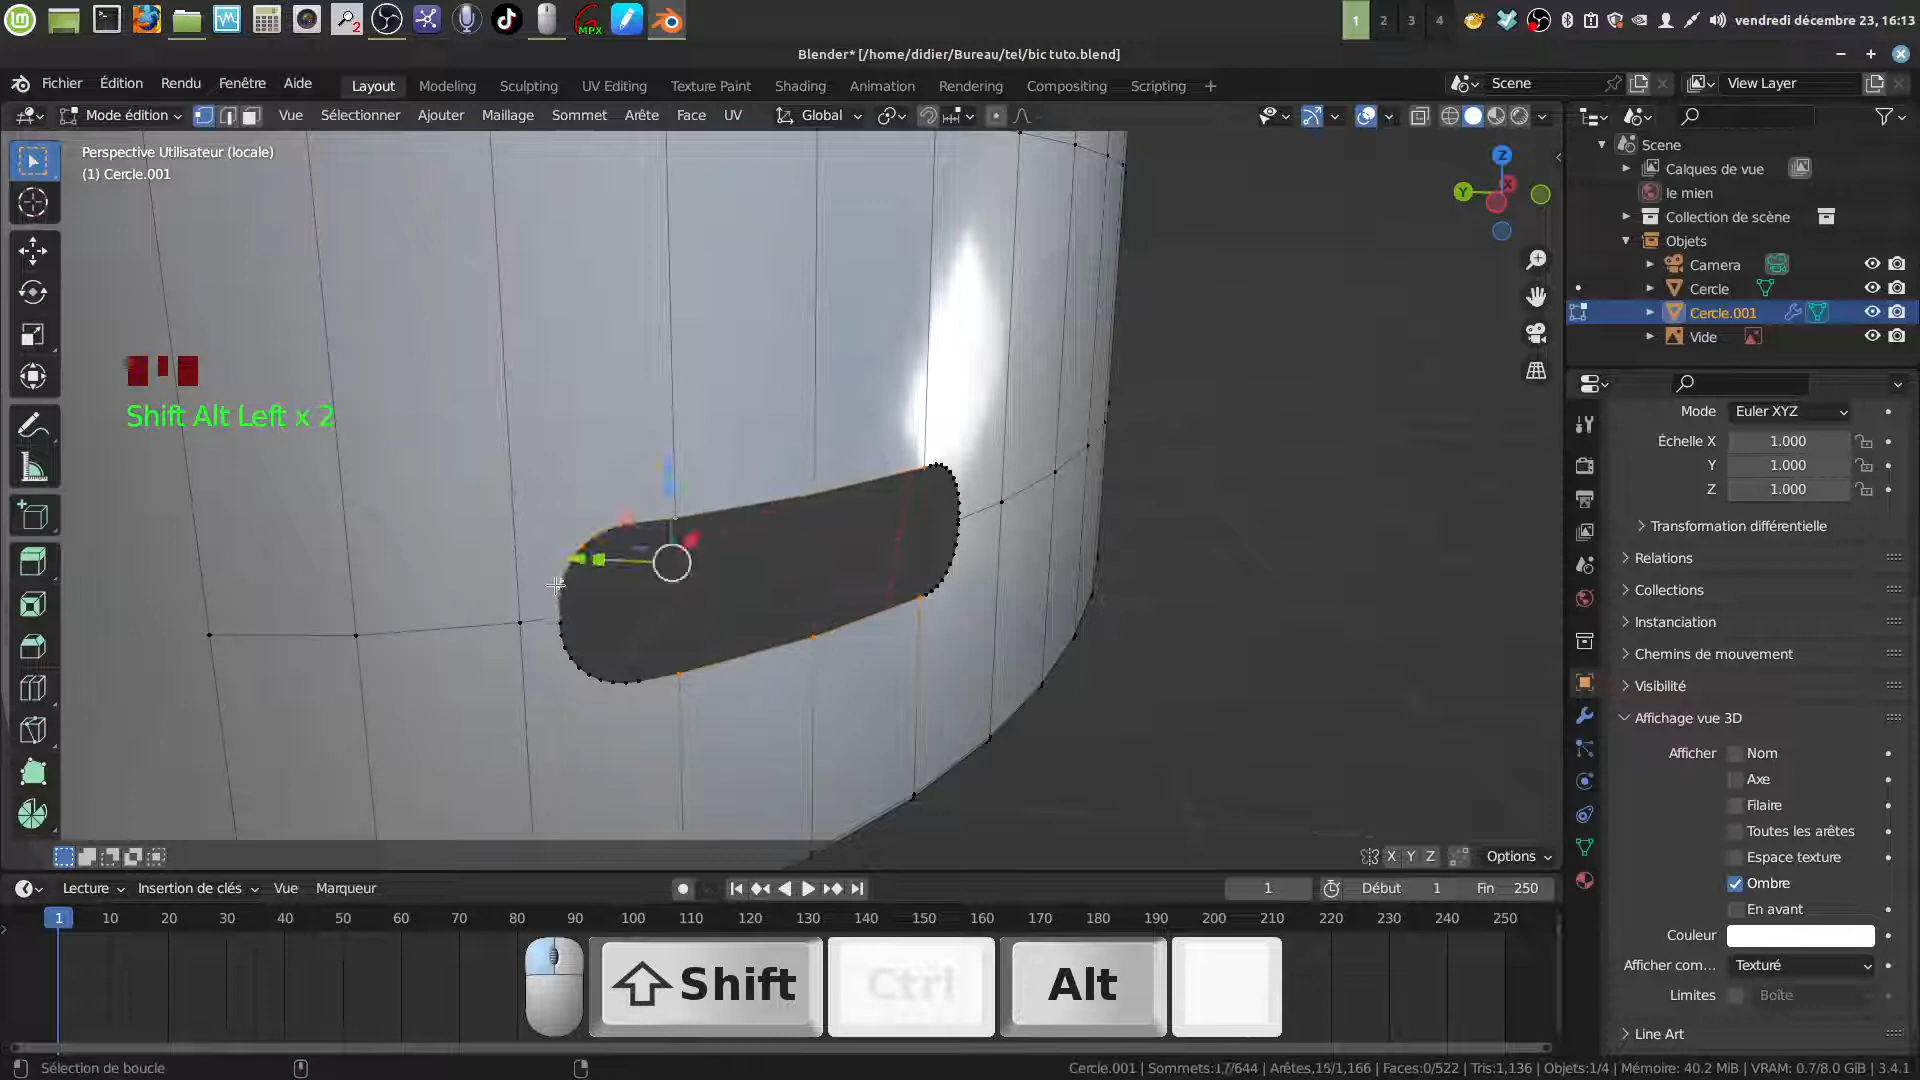 MPX
2
1
2
3
4
vendredi décembre 23, 16:13
Blender* [/home/didier/Bureau/tel/bic tuto.blend]
Fichier
Édition
Rendu
Fenêtre
Aide
Layout
Modeling
Sculpting
UV Editing
Texture Paint
Shading
Animation
Rendering
Compositing
Scripting
+
Scene
View Layer
Mode édition
Vue
Sélectionner
Ajouter
Maillage
Sommet
Arête
Face
UV
Global
Perspective Utilisateur (locale)
(1) Cercle.001
Z
Y
X
Shift Alt Left x 2
Scene
Calques de vue
le mien
Collection de scène
Objets
Camera
Cercle
Cercle.001
Vide
Mode
Euler XYZ
Échelle X
1.000
Y
1.000
Z
1.000
Transformation différentielle
Relations
Collections
Instanciation
Chemins de mouvement
Visibilité
Affichage vue 3D
Afficher
Nom
Axe
Filaire
Toutes les arêtes
Espace texture
Ombre
En avant
Couleur
Afficher com...
Texturé
Limites
Boîte
Line Art
X
Y
Z
Options
Lecture
Insertion de clés
Vue
Marqueur
1
Début
1
Fin
250
1
10
20
30
40
50
60
70
80
90
100
110
120
130
140
150
160
170
180
190
200
210
220
230
240
250
Shift
Ctrl
Alt
Sélection de boucle
Cercle.001 | Sommets:17/644 | Arêtes,15/1,166 | Faces:0/522 | Tris:1,136 | Objets:1/4 | Mémoire: 40.2 MiB | VRAM: 0.7/8.0 GiB | 3.4.1